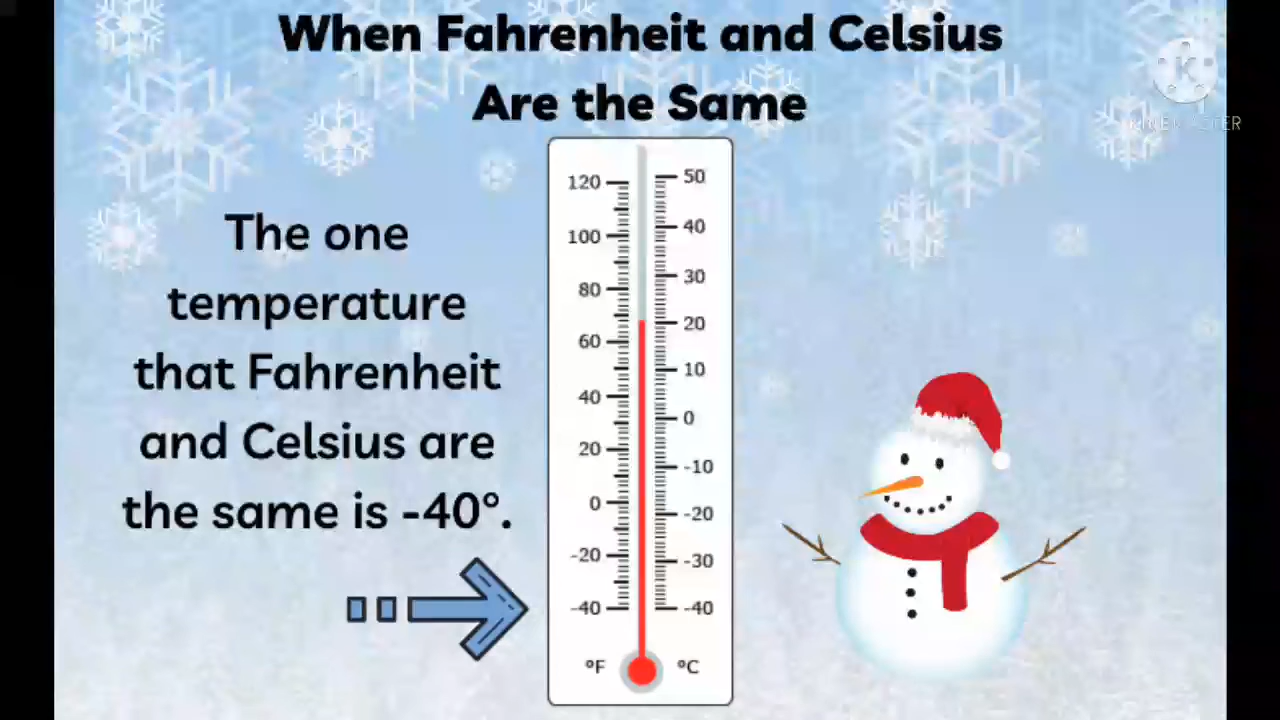 When Fahrenheit and Celsius
Are the Same
K
KINEMASTER
The one
temperature
that Fahrenheit
and Celsius are
the same is -40°.
120
100
80
60
40
20
0
-20
-40
°F
50
40
30
20
10
0
-10
-20
-30
-40
°C